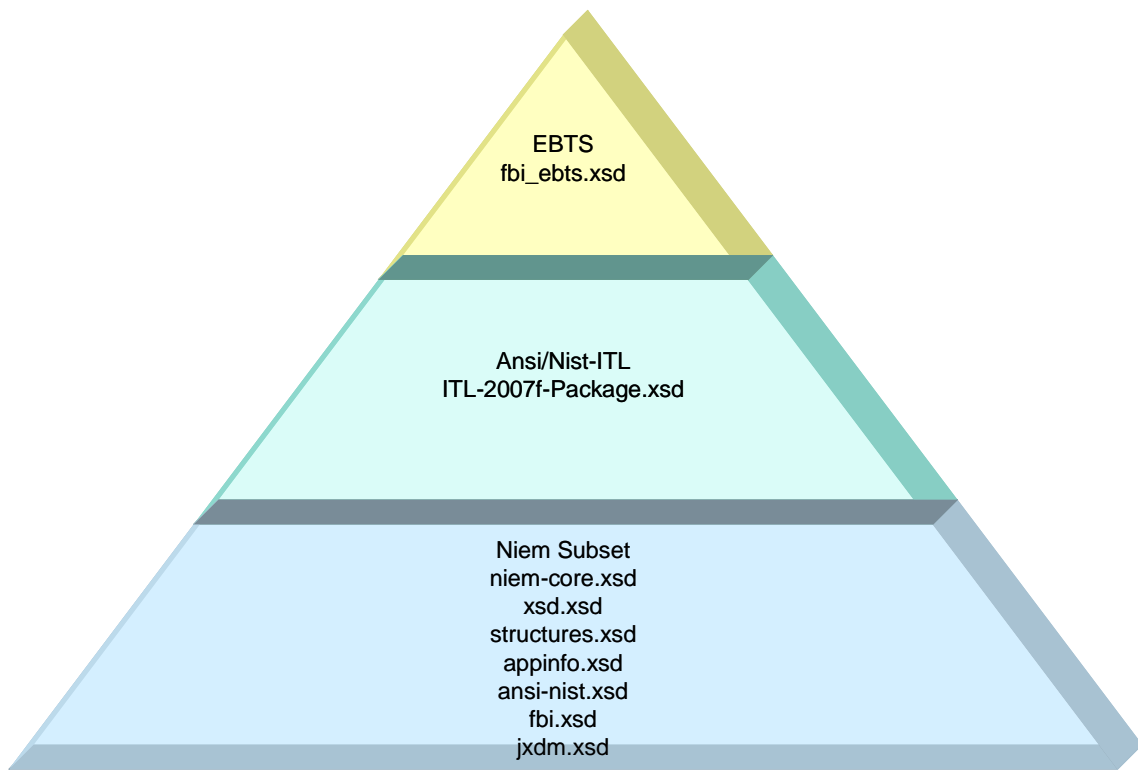 EBTS
fbi_ebts.xsd
Ansi/Nist-ITL
ITL-2007f-Package.xsd
Niem Subset
niem-core.xsd
xsd.xsd
structures.xsd
appinfo.xsd
ansi-nist.xsd
fbi.xsd
jxdm.xsd